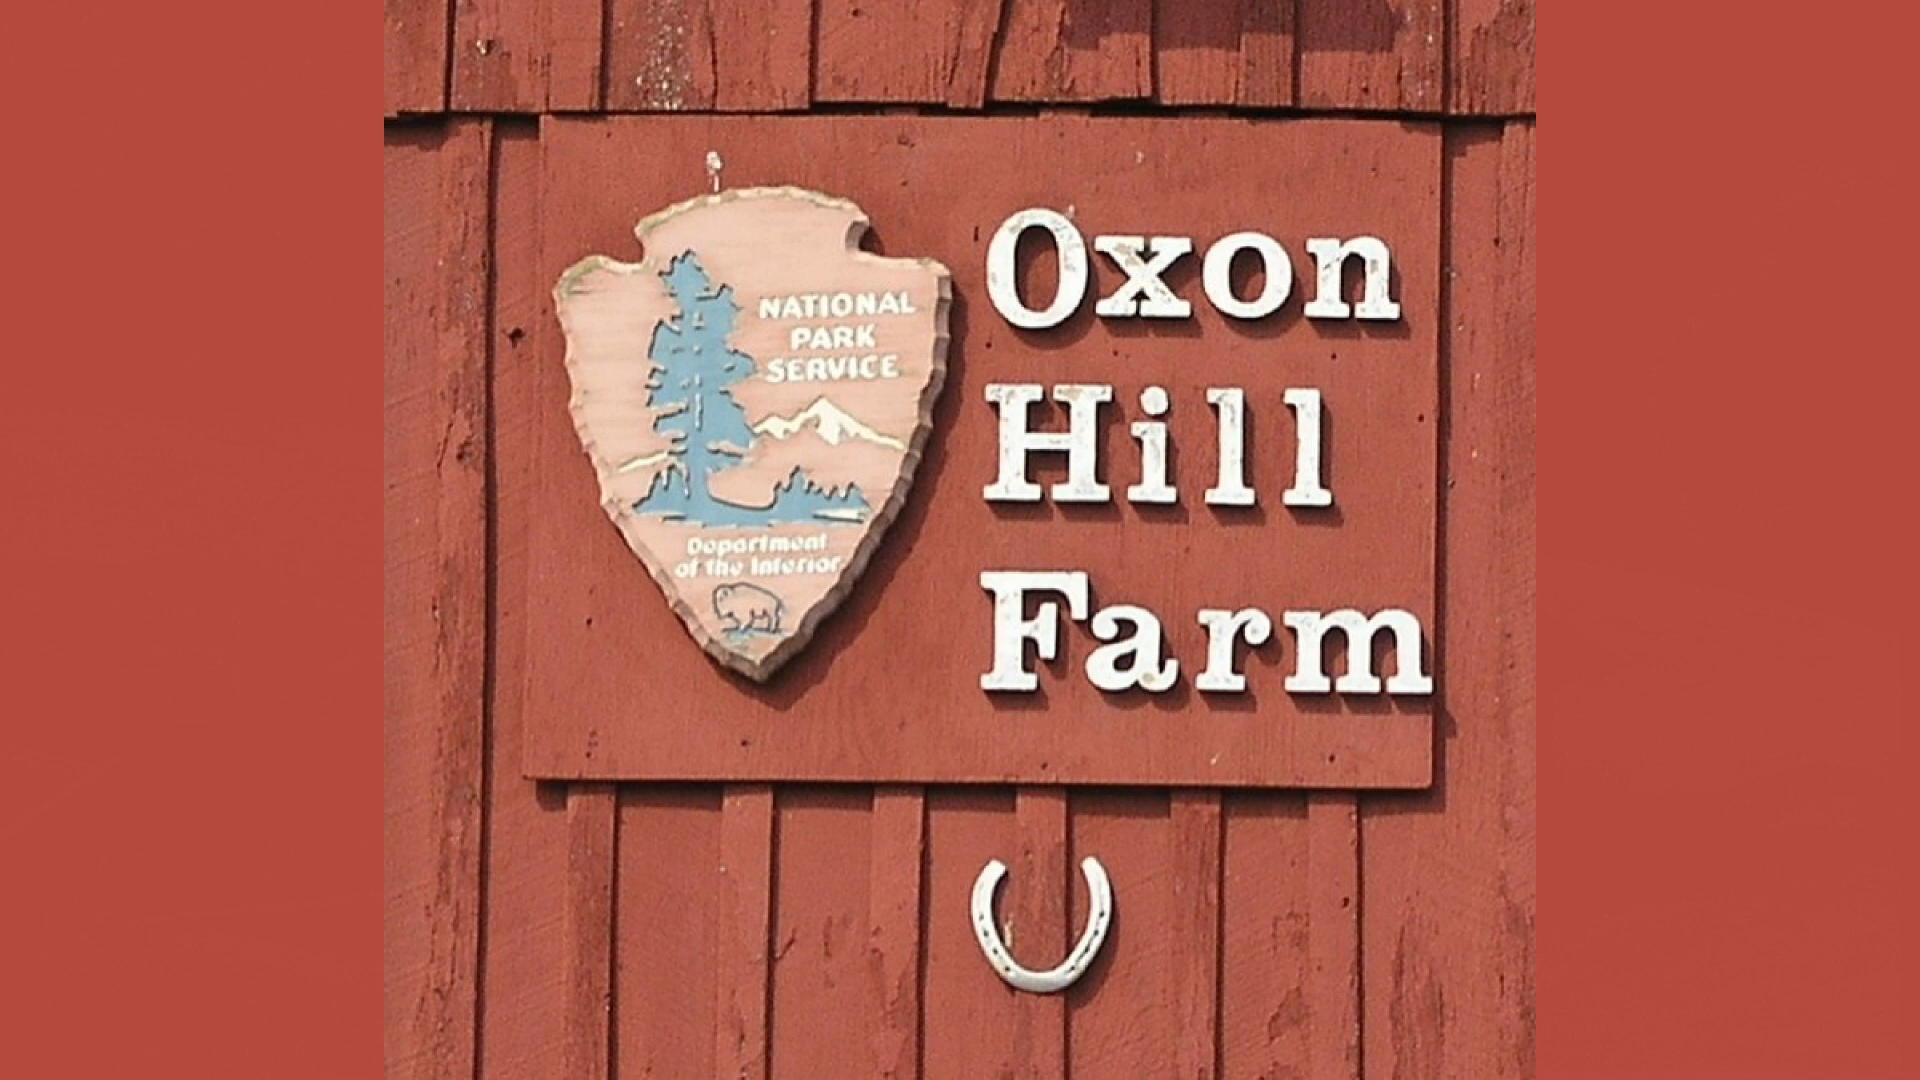 NATIONAL
PARK
SERVICE
Department
of the Interior
Oxon
Hill
Farm